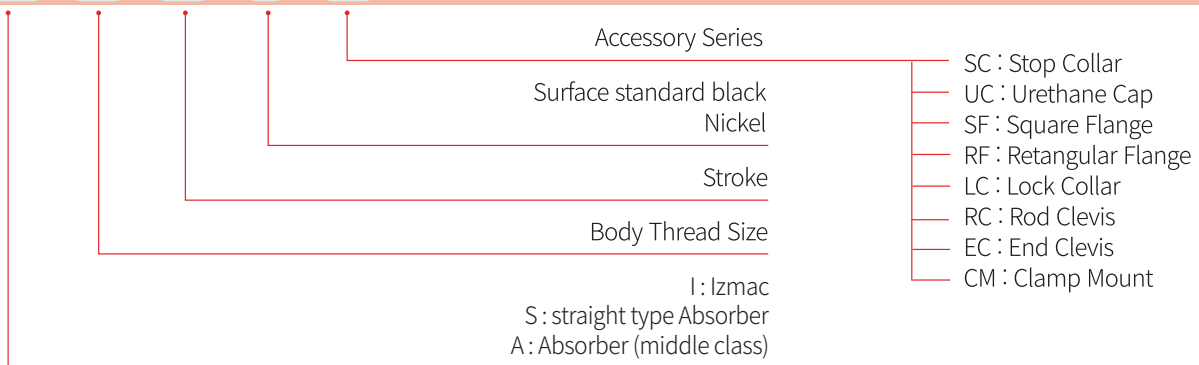 Accessory Series
Surface standard black
Nickel
Stroke
Body Thread Size
I : Izmac
S : straight type Absorber
A : Absorber (middle class)
SC : Stop Collar
UC : Urethane Cap
SF : Square Flange
RF : Retangular Flange
LC : Lock Collar
RC : Rod Clevis
EC : End Clevis
CM : Clamp Mount